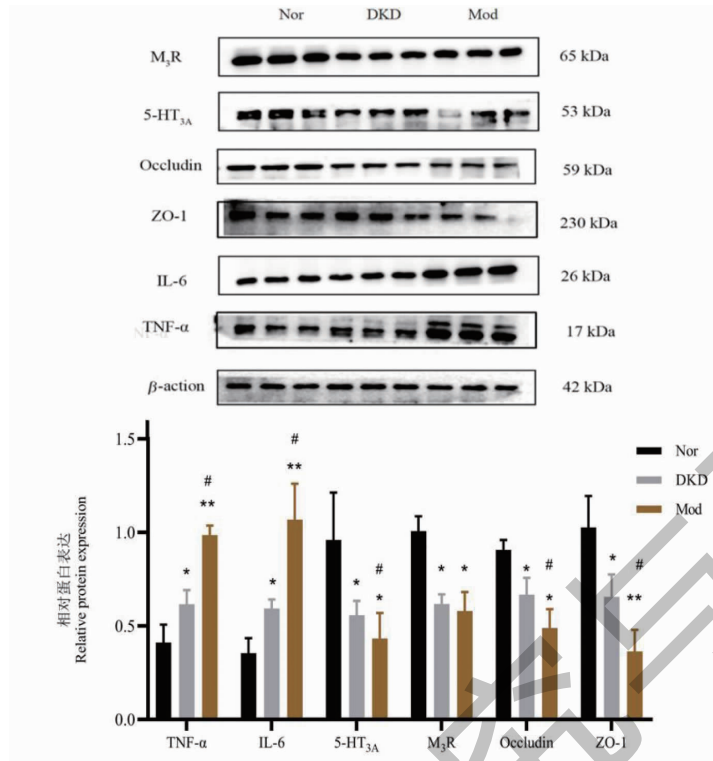 Nor DKD Mod
M₃R 65 kDa
5-HT₃A 53 kDa
Occludin 59 kDa
ZO-1 230 kDa
IL-6 26 kDa
TNF-α 17 kDa
β-action 42 kDa
相对蛋白表达
Relative protein expression
1.5
1.0
0.5
0.0
Nor
DKD
Mod
# # # # #
* ** * ** * * * * * * * **
TNF-α IL-6 5-HT₃A M₃R Occludin ZO-1